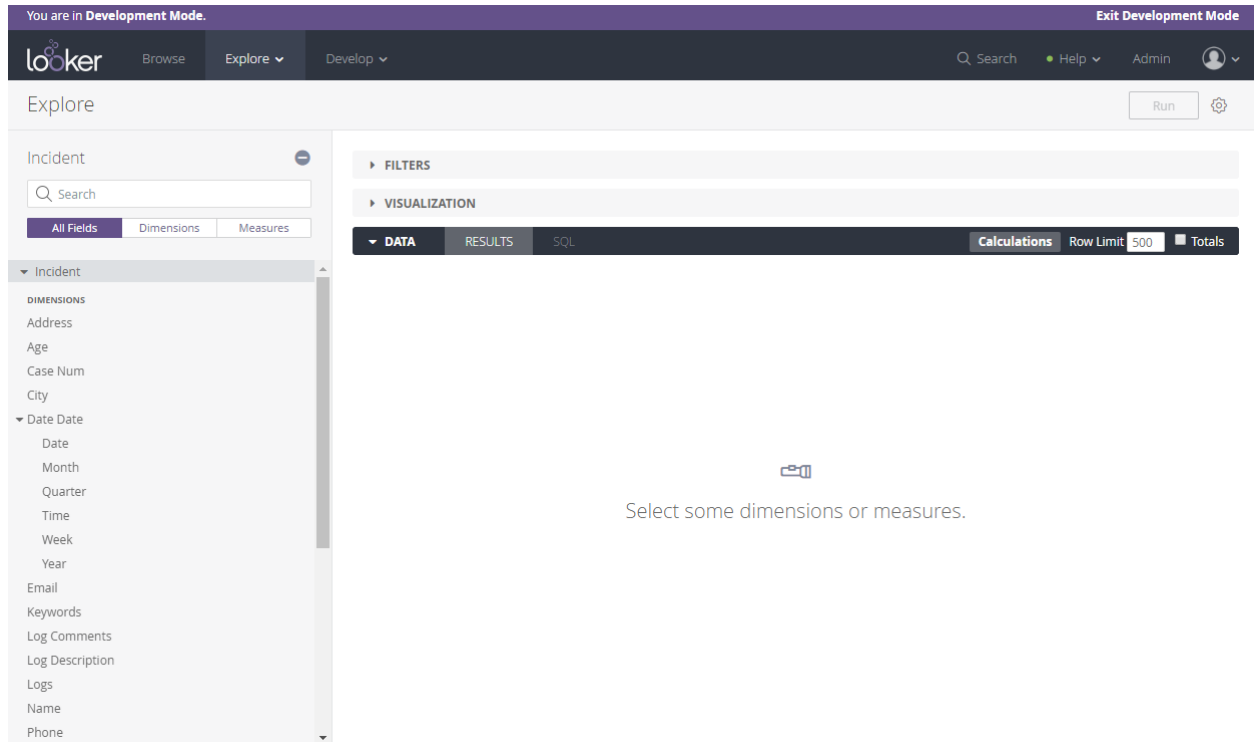 You are in Development Mode.
Exit Development Mode
looker
Browse
Explore
Develop
Search
Help
Admin
Explore
Run
Incident
Search
All Fields
Dimensions
Measures
Incident
DIMENSIONS
Address
Age
Case Num
City
Date Date
Date
Month
Quarter
Time
Week
Year
Email
Keywords
Log Comments
Log Description
Logs
Name
Phone
FILTERS
VISUALIZATION
DATA
RESULTS
SQL
Calculations
Row Limit 500
Totals
Select some dimensions or measures.